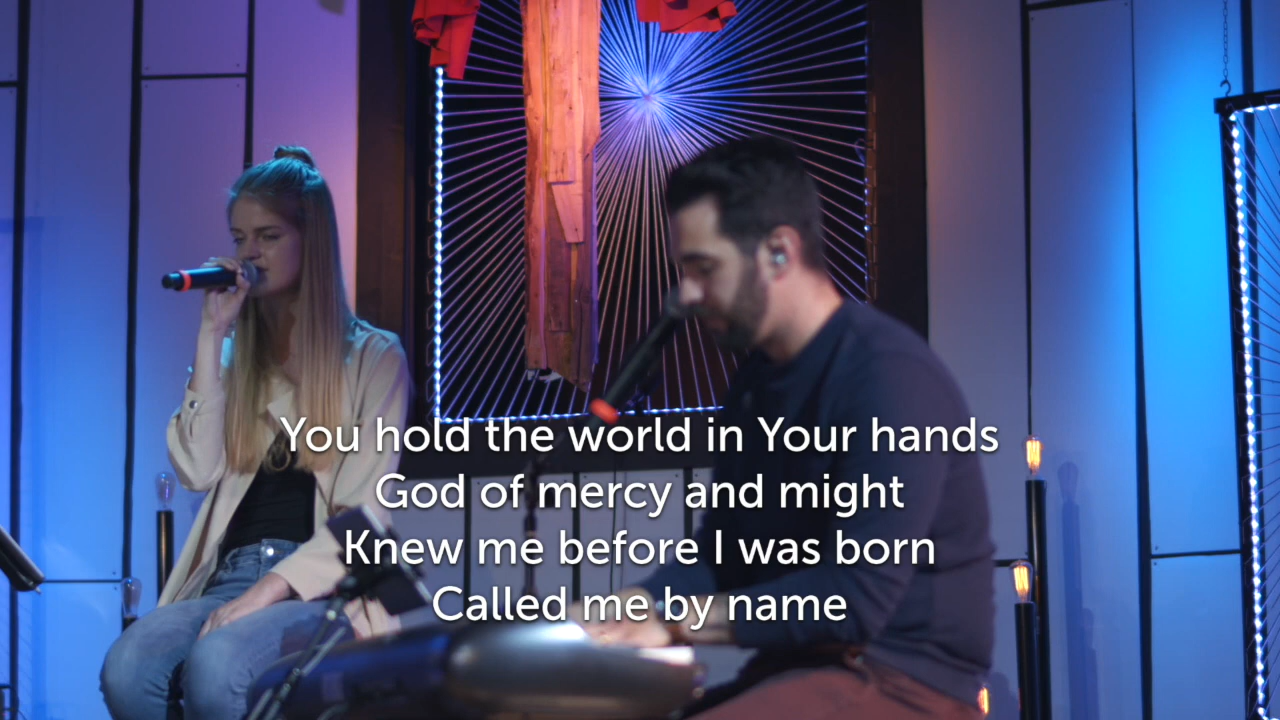 You hold the world in Your hands
God of mercy and might
Knew me before I was born
Called me by name